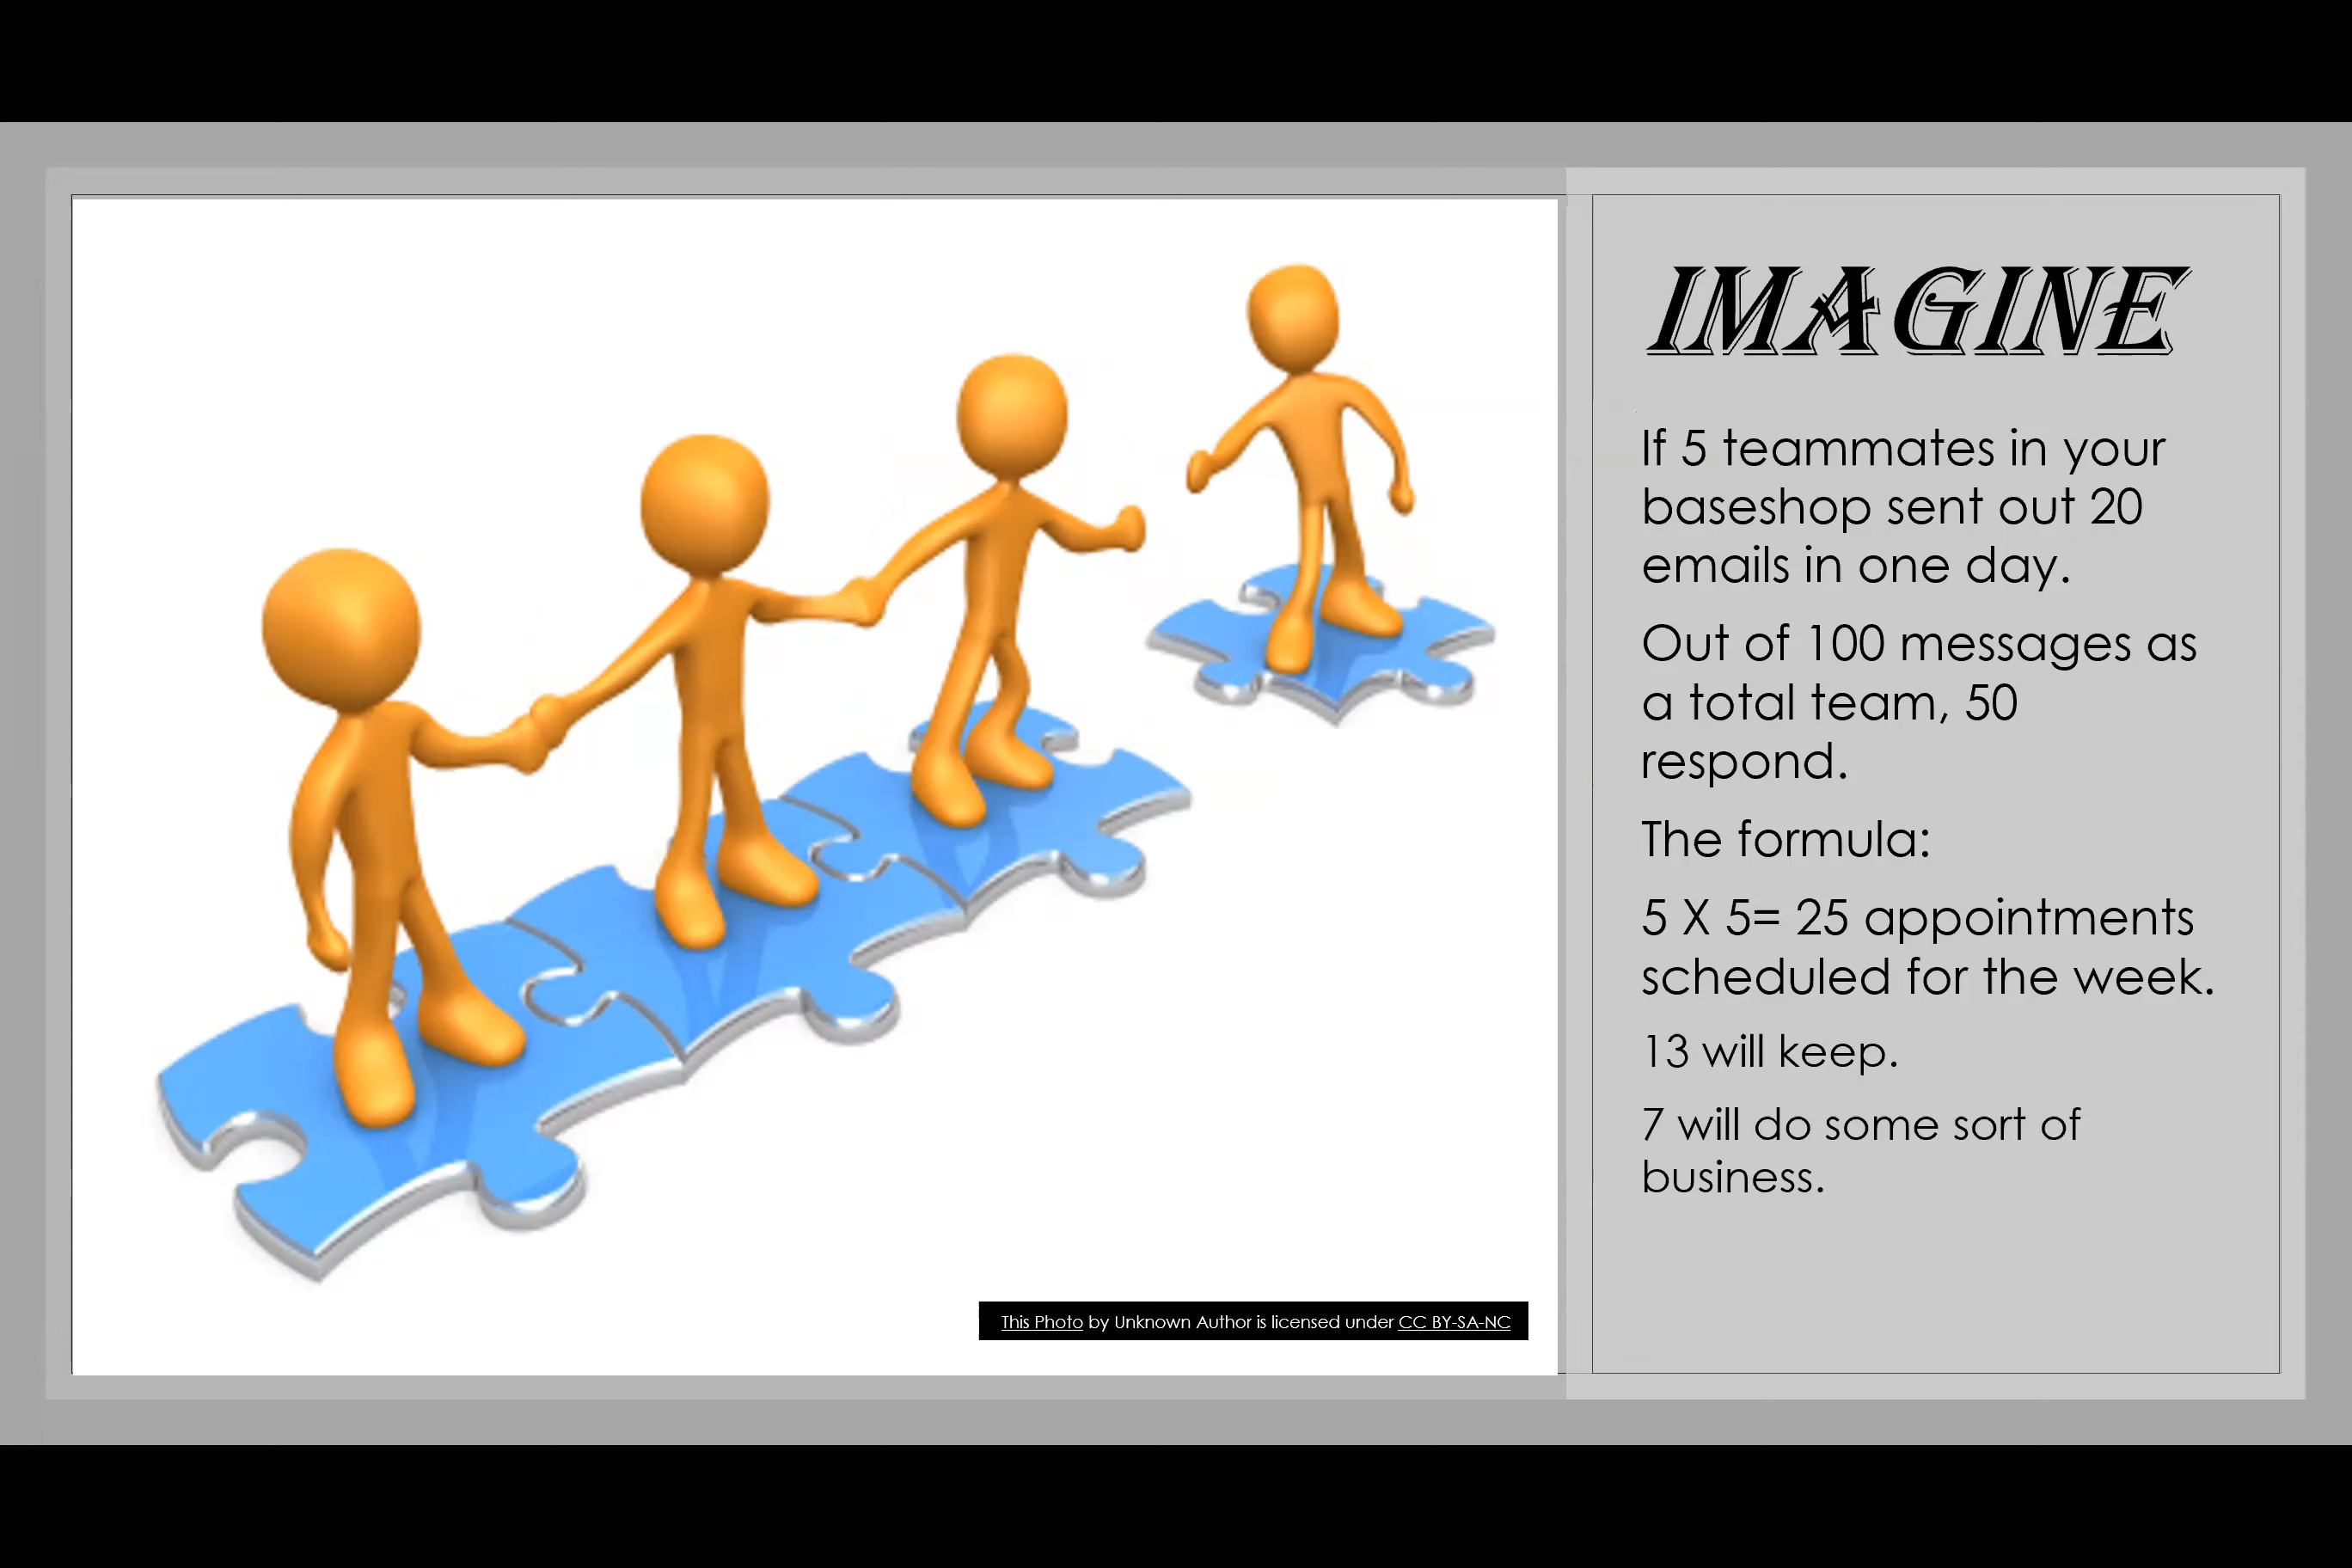 IMAGINE
If 5 teammates in your
baseshop sent out 20
emails in one day.
Out of 100 messages as
a total team, 50
respond.
The formula:
5 X 5= 25 appointments
scheduled for the week.
13 will keep.
7 will do some sort of
business.
This Photo by Unknown Author is licensed under CC BY-SA-NC